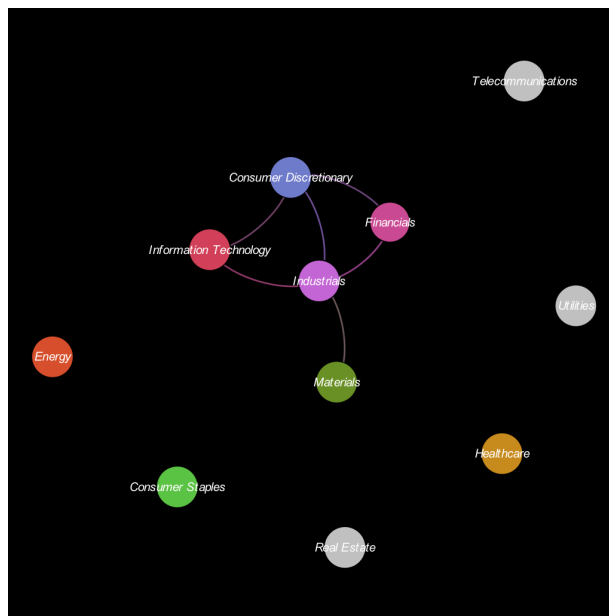 Telecommunications
Consumer Discretionary
Financials
Information Technology
Industrials
Utilities
Energy
Materials
Healthcare
Consumer Staples
Real Estate